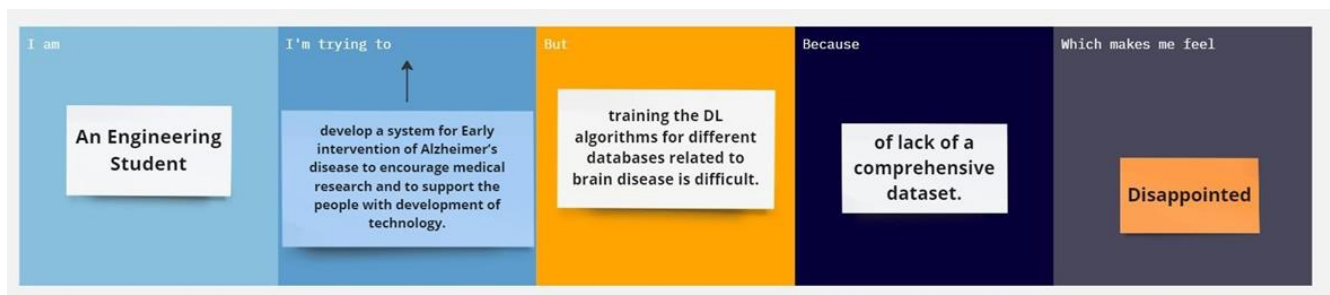 I am
An Engineering
Student
I'm trying to
develop a system for Early
intervention of Alzheimer's
disease to encourage medical
research and to support the
people with development of
technology.
But
training the DL
algorithms for different
databases related to
brain disease is difficult.
Because
of lack of a
comprehensive
dataset.
Which makes me feel
Disappointed